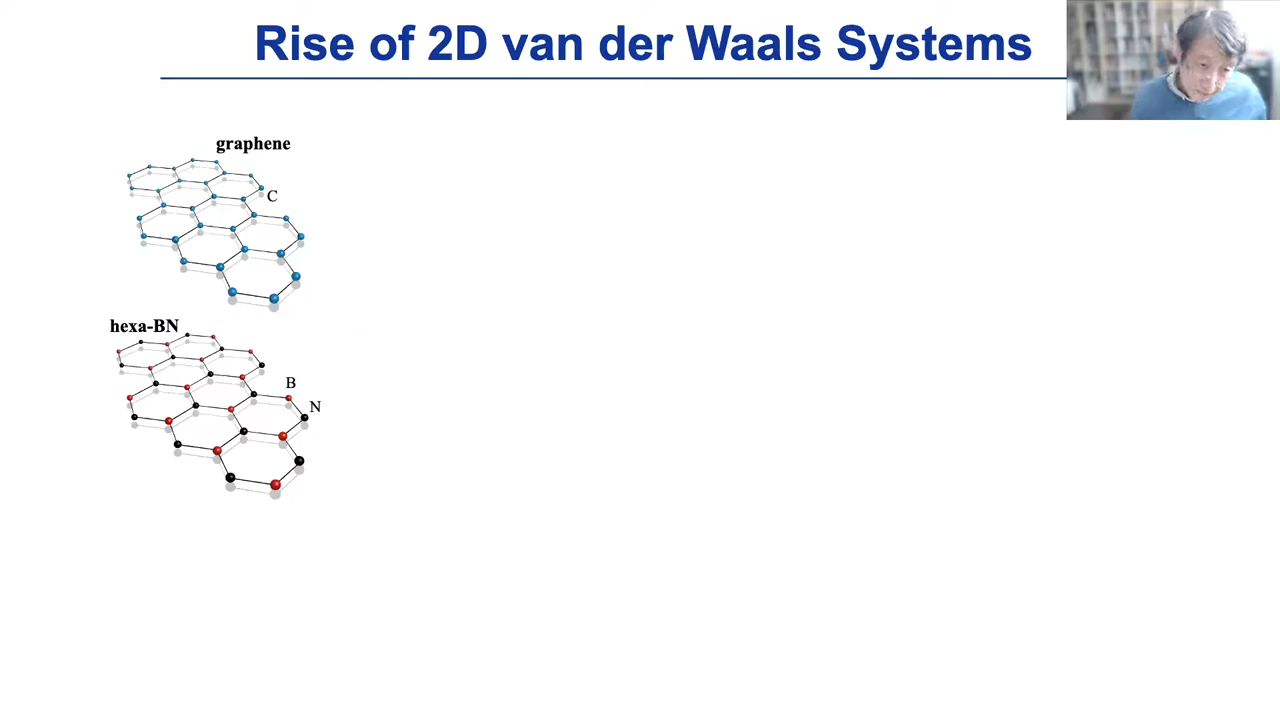 Rise of 2D van der Waals Systems
graphene
C
hexa-BN
B
N